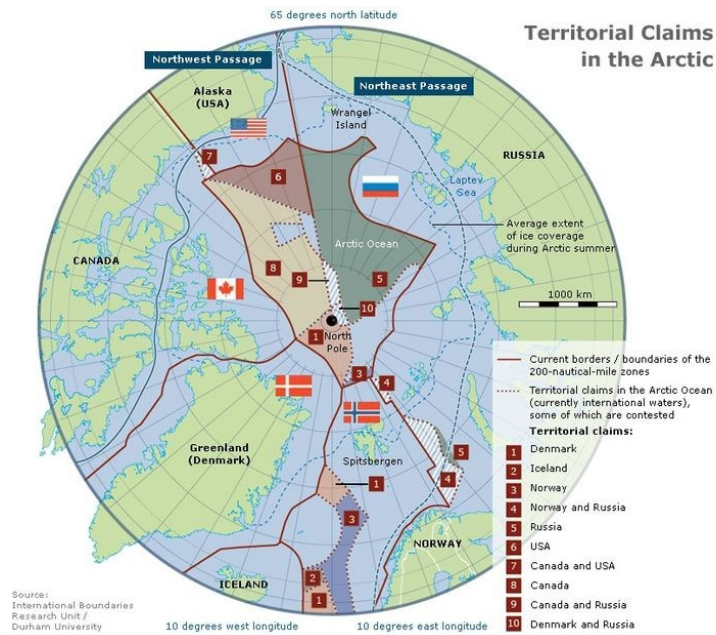 65 degrees north latitude
Territorial Claims
in the Arctic
Northwest Passage
Northeast Passage
Alaska
(USA)
Wrangel
Island
RUSSIA
7
6
Laptev
Sea
Average extent
of ice coverage
during Arctic summer
Arctic Ocean
CANADA
8
9
5
10
1000 km
1
North
Pole
3
4
Current borders / boundaries of the
200-nautical-mile zones
Territorial claims in the Arctic Ocean
(currently international waters),
some of which are contested
Territorial claims:
1 Denmark
2 Iceland
3 Norway
4 Norway and Russia
5 Russia
6 USA
7 Canada and USA
8 Canada
9 Canada and Russia
10 Denmark and Russia
Greenland
(Denmark)
Spitsbergen
5
4
1
3
NORWAY
2
1
ICELAND
Source:
International Boundaries
Research Unit /
Durham University
10 degrees west longitude
10 degrees east longitude